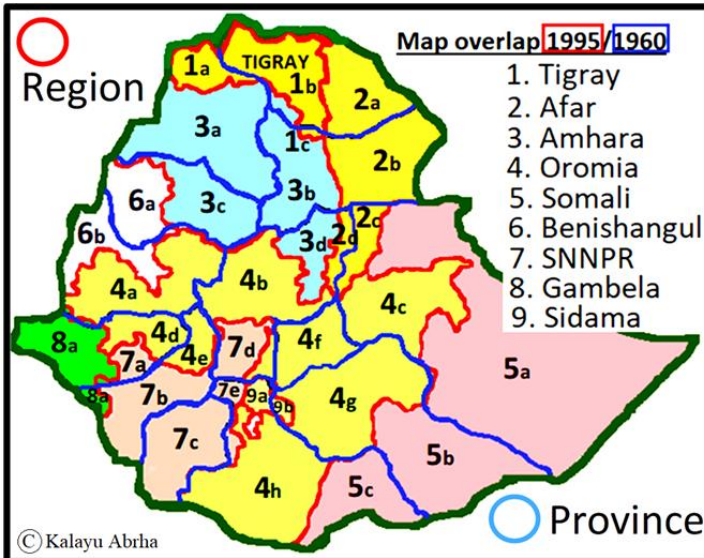 Map overlap 1995/1960
Region
1. Tigray
2. Afar
3. Amhara
4. Oromia
5. Somali
6. Benishangul
7. SNNPR
8. Gambela
9. Sidama
TIGRAY
1a
1b
2a
3a
1c
2b
6a
3b
3c
2c
6b
3d
2d
4a
4b
4c
8a
4d
4e
7d
4f
7a
5a
8a
7b
7e
9a
9b
4g
7c
5b
4h
5c
Province
© Kalayu Abrha